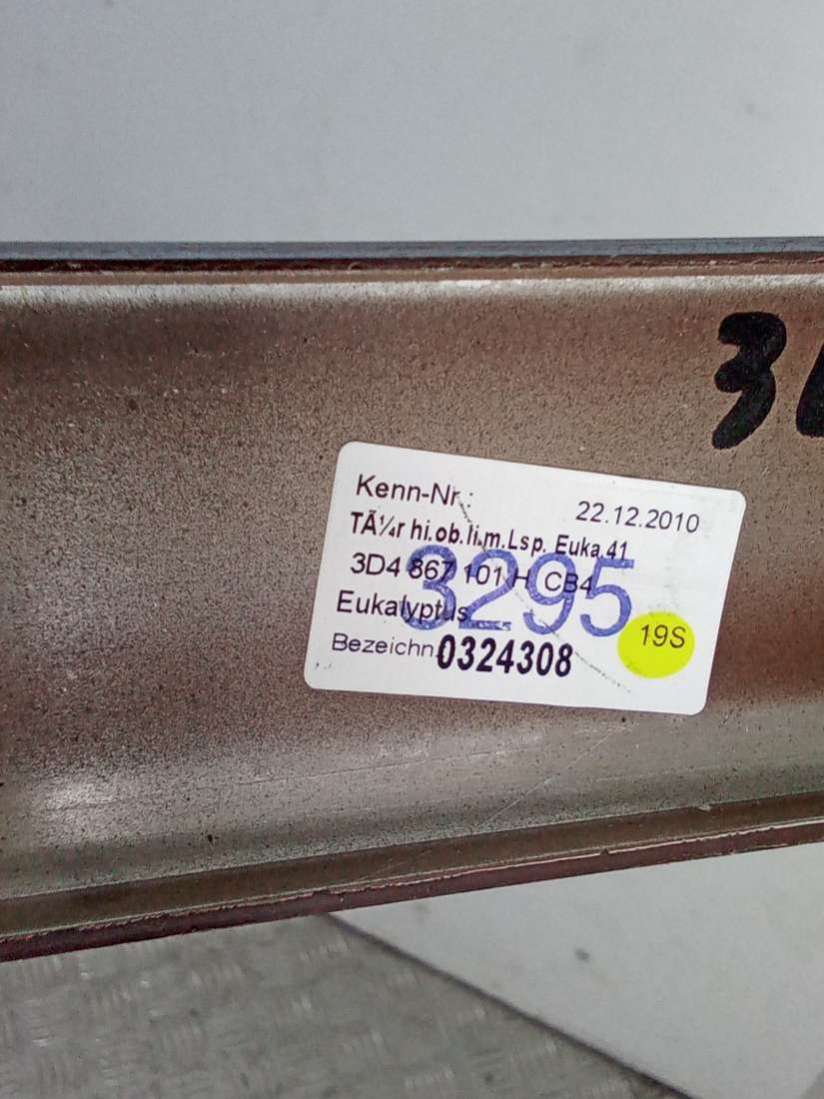 3
Kenn-Nr.: 22.12.2010
TÃ¼r hi.ob.li.m.Lsp. Euka.41
3D4 867 101 H CB4
3295
Eukalyptus
19S
Bezeichn. 0324308